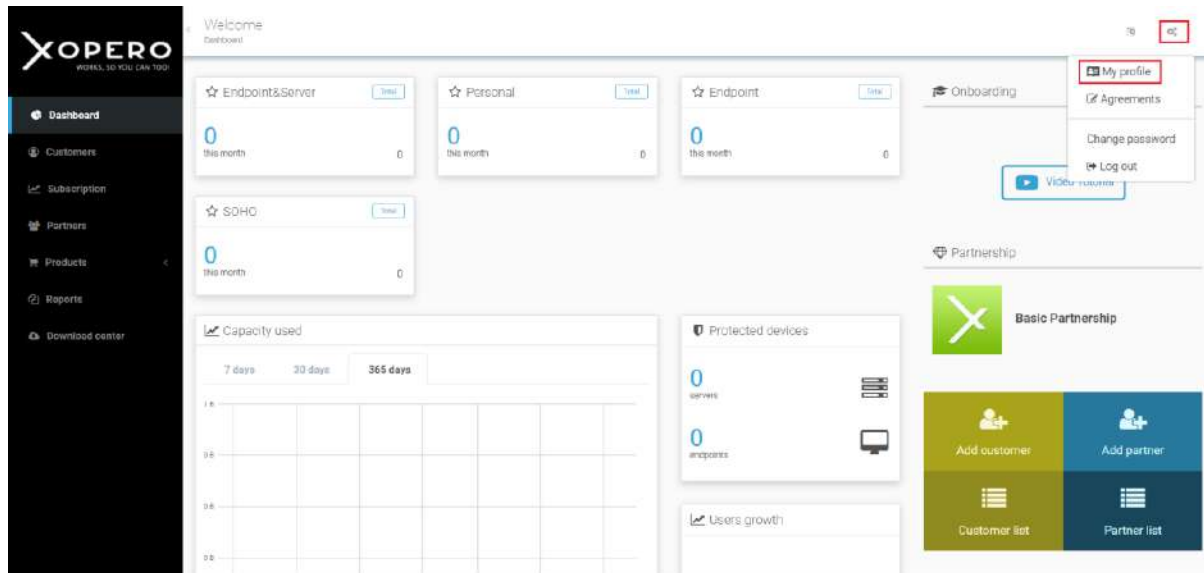 XOPERO
WORKS, SO YOU CAN TOO!
Dashboard
Customers
Subscription
Partners
Products
Reports
Download center
Welcome
Dashboard
My profile
Agreements
Change password
Log out
Endpoint&Server
Total
0
this month
0
Personal
Total
0
this month
0
Endpoint
Total
0
this month
0
SOHO
Total
0
this month
0
Onboarding
Video Tutorial
Partnership
Basic Partnership
Capacity used
7 days
30 days
365 days
Protected devices
0
servers
0
endpoints
Users growth
Add customer
Add partner
Customer list
Partner list